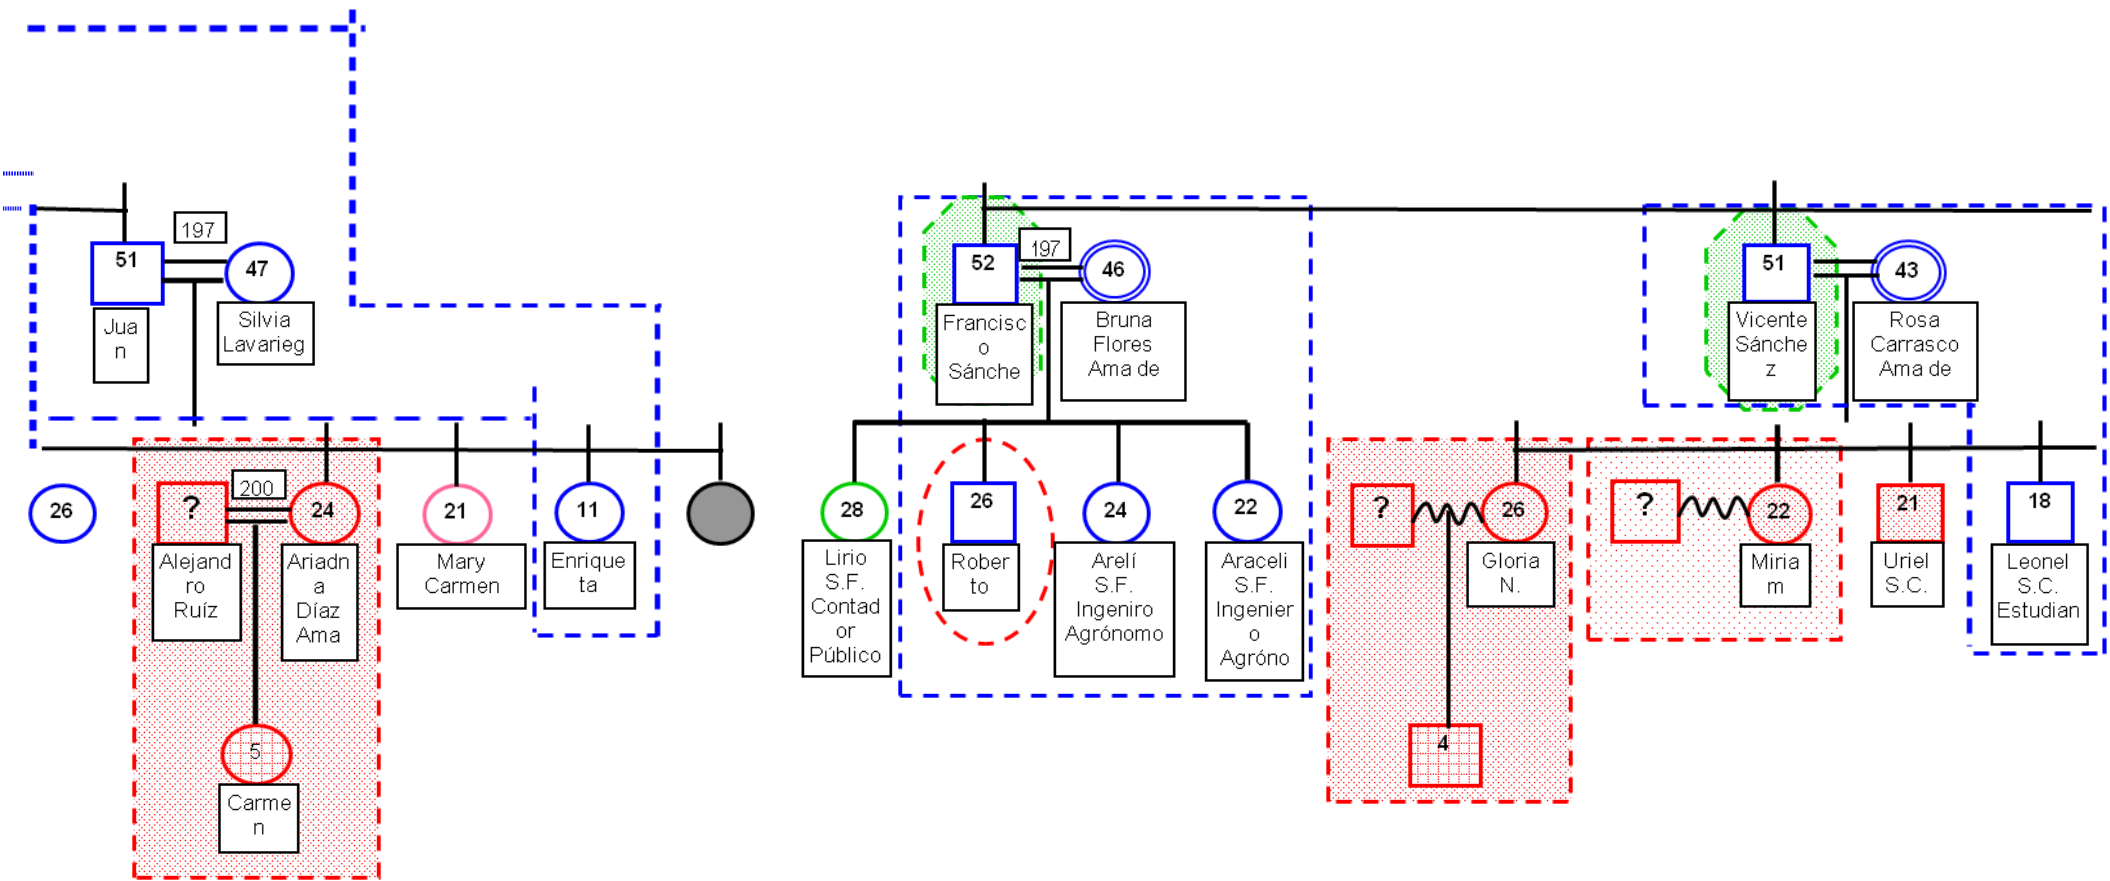 197
51
47
Jua
n
Silvia
Lavarieg
197
52
46
Francisc
o
Sánche
Bruna
Flores
Ama de
51
43
Vicente
Sánche
z
Rosa
Carrasco
Ama de
26
200
?
24
21
11
Alejand
ro
Ruíz
Ariadn
a
Díaz
Ama
Mary
Carmen
Enrique
ta
28
26
24
22
Lirio
S.F.
Contad
or
Público
Rober
to
Arelí
S.F.
Ingeniro
Agrónomo
Araceli
S.F.
Ingenier
o
Agróno
?
26
?
22
21
18
Gloria
N.
Miria
m
Uriel
S.C.
Leonel
S.C.
Estudian
5
Carme
n
4